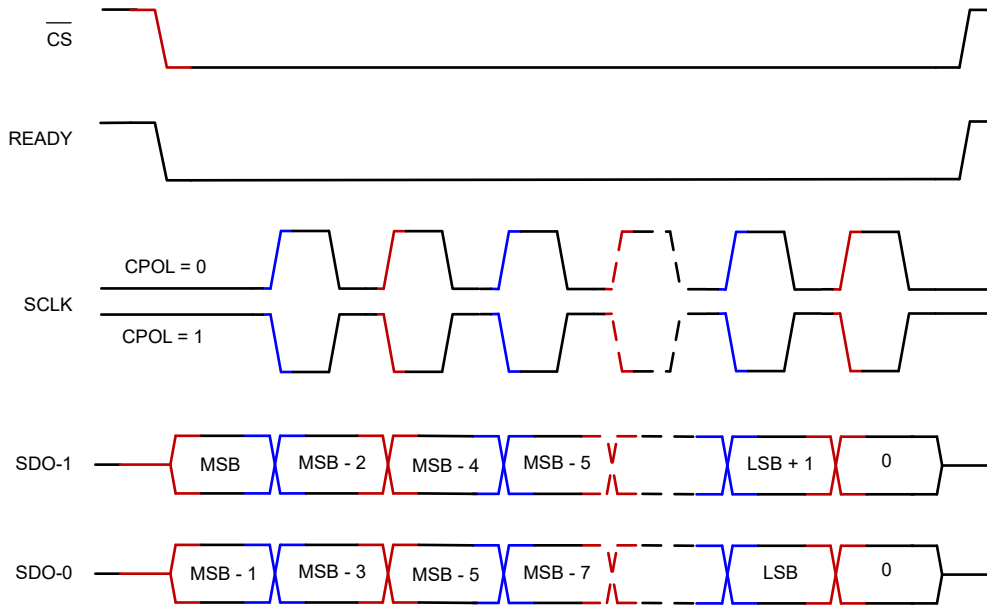 CS
READY
CPOL = 0
SCLK
CPOL = 1
SDO-1 MSB MSB - 2 MSB - 4 MSB - 5 LSB + 1 0
SDO-0 MSB - 1 MSB - 3 MSB - 5 MSB - 7 LSB 0